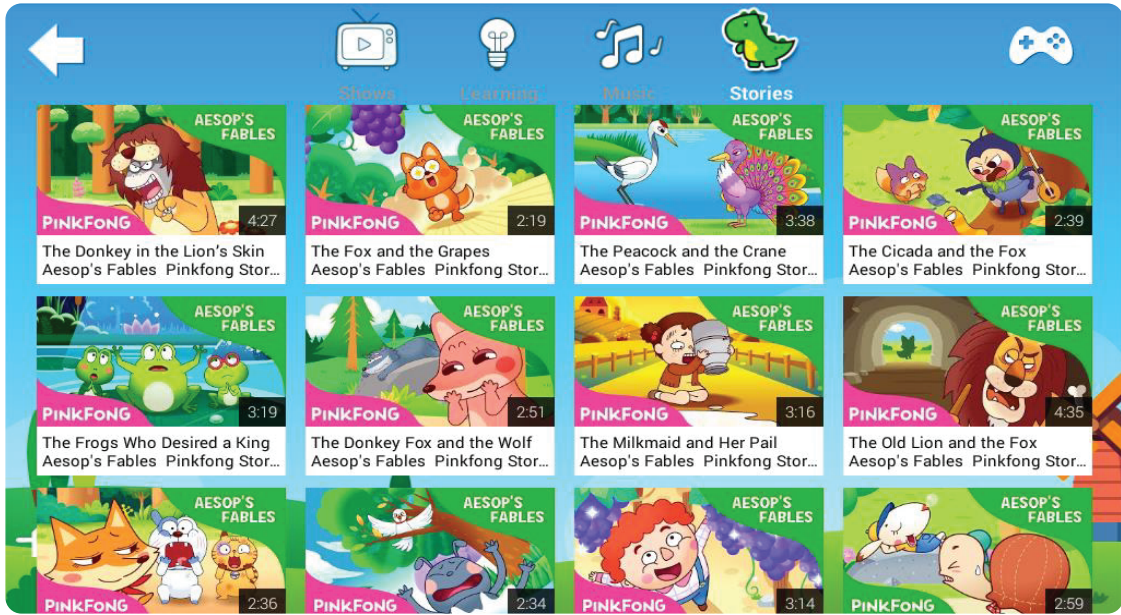 Shows Learning Music Stories
AESOP'S FABLES AESOP'S FABLES AESOP'S FABLES AESOP'S FABLES
PINKFONG 4:27 PINKFONG 2:19 PINKFONG 3:38 PINKFONG 2:39
The Donkey in the Lion's Skin The Fox and the Grapes The Peacock and the Crane The Cicada and the Fox
Aesop's Fables Pinkfong Stor... Aesop's Fables Pinkfong Stor... Aesop's Fables Pinkfong Stor... Aesop's Fables Pinkfong Stor...
AESOP'S FABLES AESOP'S FABLES AESOP'S FABLES AESOP'S FABLES
PINKFONG 3:19 PINKFONG 2:51 PINKFONG 3:16 PINKFONG 4:35
The Frogs Who Desired a King The Donkey Fox and the Wolf The Milkmaid and Her Pail The Old Lion and the Fox
Aesop's Fables Pinkfong Stor... Aesop's Fables Pinkfong Stor... Aesop's Fables Pinkfong Stor... Aesop's Fables Pinkfong Stor...
AESOP'S FABLES AESOP'S FABLES AESOP'S FABLES AESOP'S FABLES
PINKFONG 2:36 PINKFONG 2:34 PINKFONG 3:14 PINKFONG 2:59